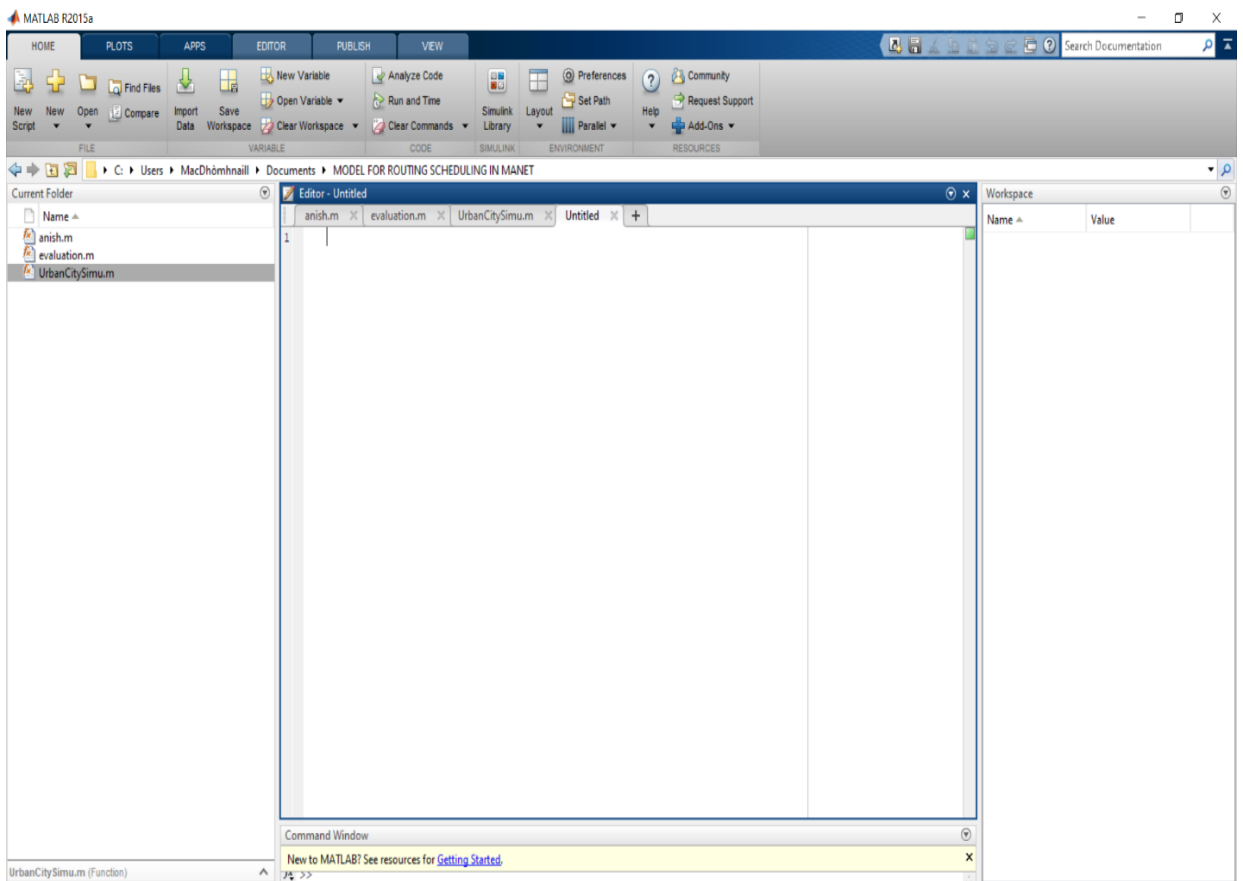 MATLAB R2015a
HOME PLOTS APPS EDITOR PUBLISH VIEW Search Documentation
New Script New Open Find Files Compare Import Data Save Workspace New Variable Open Variable Clear Workspace Analyze Code Run and Time Clear Commands Simulink Library Layout Preferences Set Path Parallel Help Community Request Support Add-Ons
FILE VARIABLE CODE SIMULINK ENVIRONMENT RESOURCES
C: Users MacDhòmhnaill Documents MODEL FOR ROUTING SCHEDULING IN MANET
Current Folder
Name
anish.m
evaluation.m
UrbanCitySimu.m
UrbanCitySimu.m (Function)
Editor - Untitled
anish.m evaluation.m UrbanCitySimu.m Untitled +
1
Command Window
New to MATLAB? See resources for Getting Started.
fx >>
Workspace
Name Value